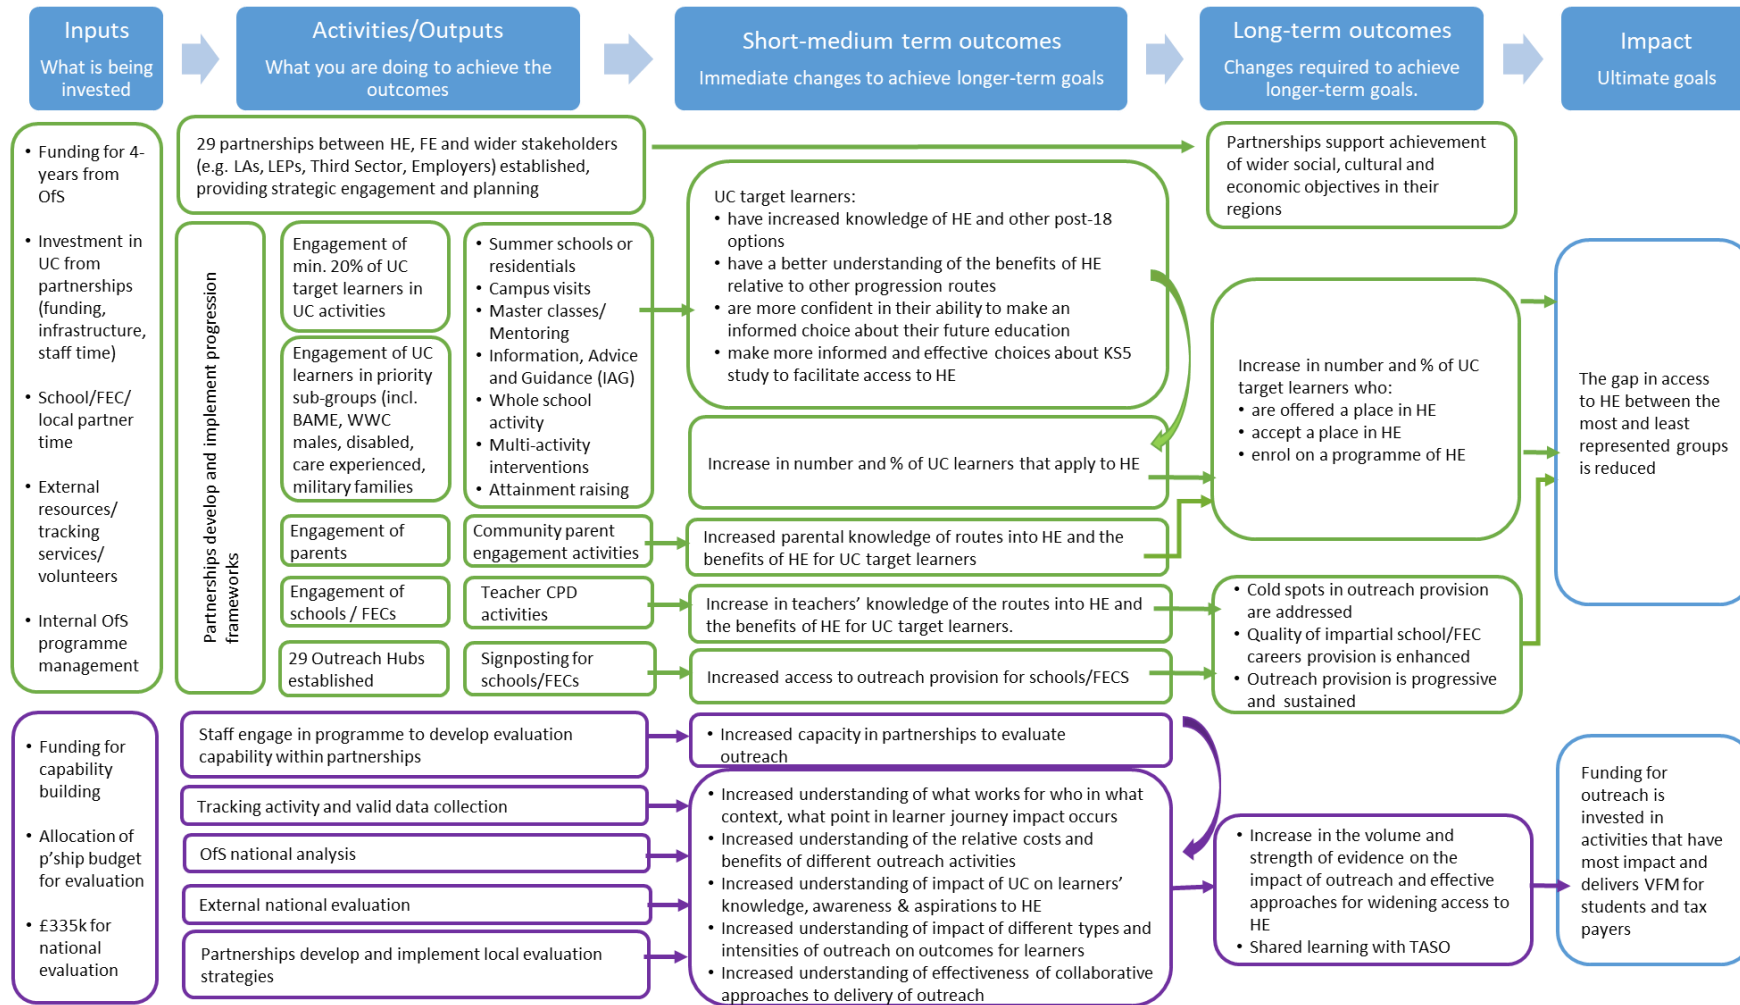 Inputs
What is being
invested
Activities/Outputs
What you are doing to achieve the
outcomes
Short-medium term outcomes
Immediate changes to achieve longer-term goals
Long-term outcomes
Changes required to achieve
longer-term goals.
Impact
Ultimate goals
• Funding for 4-
years from
OfS
• Investment in
UC from
partnerships
(funding,
infrastructure,
staff time)
• School/FEC/
local partner
time
• External
resources/
tracking
services/
volunteers
• Internal OfS
programme
management
29 partnerships between HE, FE and wider stakeholders
(e.g. LAs, LEPs, Third Sector, Employers) established,
providing strategic engagement and planning
Partnerships develop and implement progression
frameworks
Engagement of
min. 20% of UC
target learners in
UC activities
Engagement of UC
learners in priority
sub-groups (incl.
BAME, WWC
males, disabled,
care experienced,
military families
Engagement of
parents
Engagement of
schools / FECs
29 Outreach Hubs
established
• Summer schools or
residentials
• Campus visits
• Master classes/
Mentoring
• Information, Advice
and Guidance (IAG)
• Whole school
activity
• Multi-activity
interventions
• Attainment raising
Community parent
engagement activities
Teacher CPD
activities
Signposting for
schools/FECs
UC target learners:
• have increased knowledge of HE and other post-18
options
• have a better understanding of the benefits of HE
relative to other progression routes
• are more confident in their ability to make an
informed choice about their future education
• make more informed and effective choices about KS5
study to facilitate access to HE
Increase in number and % of UC learners that apply to HE
Increased parental knowledge of routes into HE and the
benefits of HE for UC target learners
Increase in teachers’ knowledge of the routes into HE and
the benefits of HE for UC target learners.
Increased access to outreach provision for schools/FECS
Partnerships support achievement
of wider social, cultural and
economic objectives in their
regions
Increase in number and % of UC
target learners who:
• are offered a place in HE
• accept a place in HE
• enrol on a programme of HE
• Cold spots in outreach provision
are addressed
• Quality of impartial school/FEC
careers provision is enhanced
• Outreach provision is progressive
and sustained
The gap in access
to HE between the
most and least
represented groups
is reduced
• Funding for
capability
building
• Allocation of
p’ship budget
for evaluation
• £335k for
national
evaluation
Staff engage in programme to develop evaluation
capability within partnerships
Tracking activity and valid data collection
OfS national analysis
External national evaluation
Partnerships develop and implement local evaluation
strategies
• Increased capacity in partnerships to evaluate
outreach
• Increased understanding of what works for who in what
context, what point in learner journey impact occurs
• Increased understanding of the relative costs and
benefits of different outreach activities
• Increased understanding of impact of UC on learners’
knowledge, awareness & aspirations to HE
• Increased understanding of impact of different types and
intensities of outreach on outcomes for learners
• Increased understanding of effectiveness of collaborative
approaches to delivery of outreach
• Increase in the volume and
strength of evidence on the
impact of outreach and effective
approaches for widening access to
HE
• Shared learning with TASO
Funding for
outreach is
invested in
activities that have
most impact and
delivers VFM for
students and tax
payers